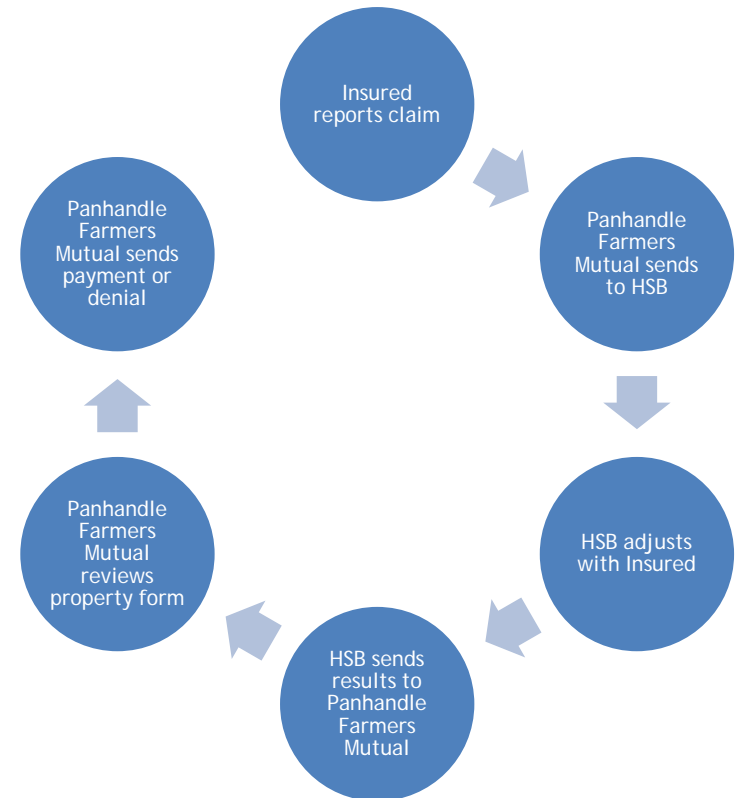 Insured
reports claim
Panhandle
Farmers
Mutual sends
to HSB
HSB adjusts
with Insured
HSB sends
results to
Panhandle
Farmers
Mutual
Panhandle
Farmers
Mutual
reviews
property form
Panhandle
Farmers
Mutual sends
payment or
denial